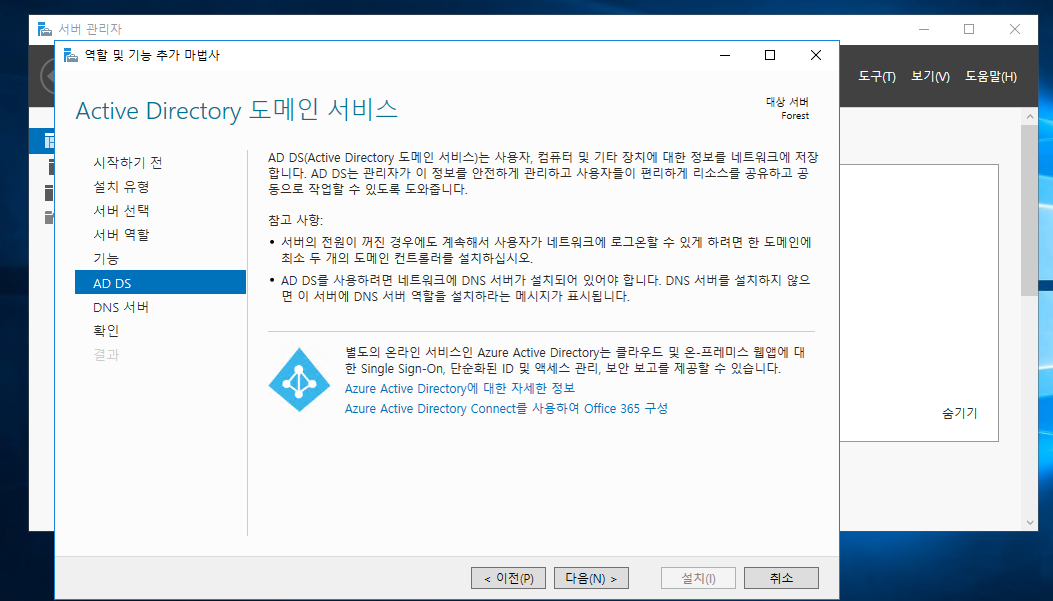 서버 관리자
역할 및 기능 추가 마법사
도구(T) 보기(V) 도움말(H)
Active Directory 도메인 서비스
대상 서버
Forest
시작하기 전
설치 유형
서버 선택
서버 역할
기능
AD DS
DNS 서버
확인
결과
AD DS(Active Directory 도메인 서비스)는 사용자, 컴퓨터 및 기타 장치에 대한 정보를 네트워크에 저장
합니다. AD DS는 관리자가 이 정보를 안전하게 관리하고 사용자들이 편리하게 리소스를 공유하고 공
동으로 작업할 수 있도록 도와줍니다.
참고 사항:
• 서버의 전원이 꺼진 경우에도 계속해서 사용자가 네트워크에 로그온할 수 있게 하려면 한 도메인에
최소 두 개의 도메인 컨트롤러를 설치하십시오.
• AD DS를 사용하려면 네트워크에 DNS 서버가 설치되어 있어야 합니다. DNS 서버를 설치하지 않으
면 이 서버에 DNS 서버 역할을 설치하라는 메시지가 표시됩니다.
별도의 온라인 서비스인 Azure Active Directory는 클라우드 및 온-프레미스 웹앱에 대
한 Single Sign-On, 단순화된 ID 및 액세스 관리, 보안 보고를 제공할 수 있습니다.
Azure Active Directory에 대한 자세한 정보
Azure Active Directory Connect를 사용하여 Office 365 구성
숨기기
< 이전(P) 다음(N) > 설치(I) 취소